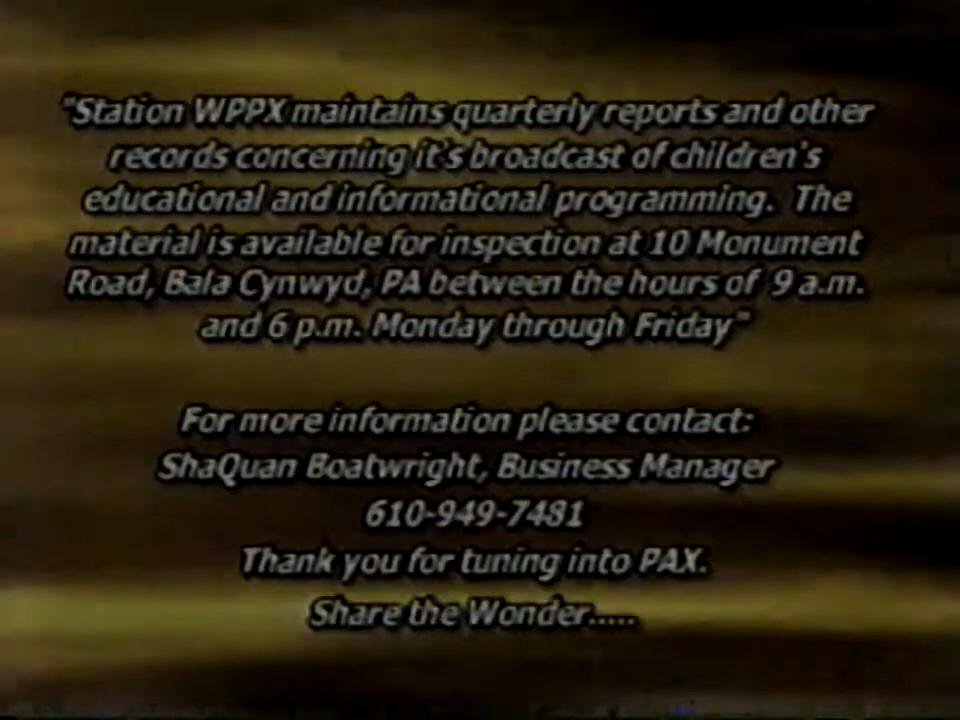 "Station WPPX maintains quarterly reports and other
records concerning it's broadcast of children's
educational and informational programming. The
material is available for inspection at 10 Monument
Road, Bala Cynwyd, PA between the hours of 9 a.m.
and 6 p.m. Monday through Friday"
For more information please contact:
ShaQuan Boatwright, Business Manager
610-949-7481
Thank you for tuning into PAX.
Share the Wonder.....